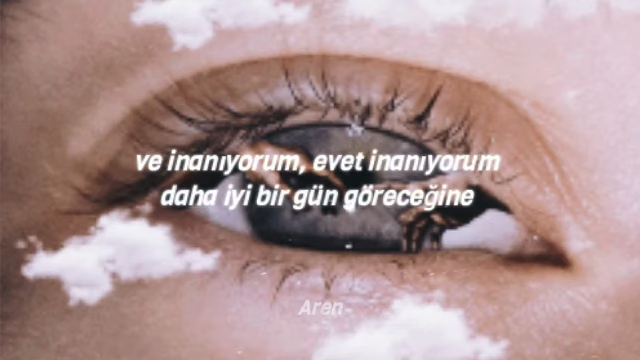 ve inanıyorum, evet inanıyorum
daha iyi bir gün göreceğine
Aren-